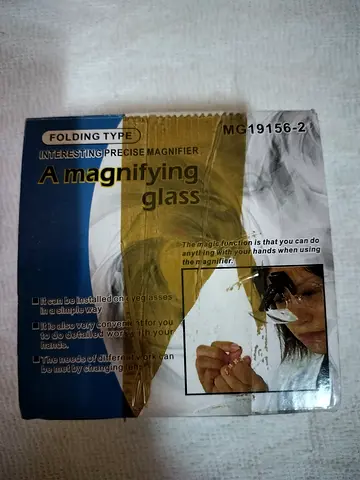 FOLDING TYPE
MG19156-2
INTERESTING PRECISE MAGNIFIER
A magnifying
glass
The magic function is that you can do
anything with your hands when using
the magnifier.
It can be installed on eyeglasses
in a simple way
It is also very convenient for you
to do detailed work with your
hands.
The needs of different work can
be met by changing